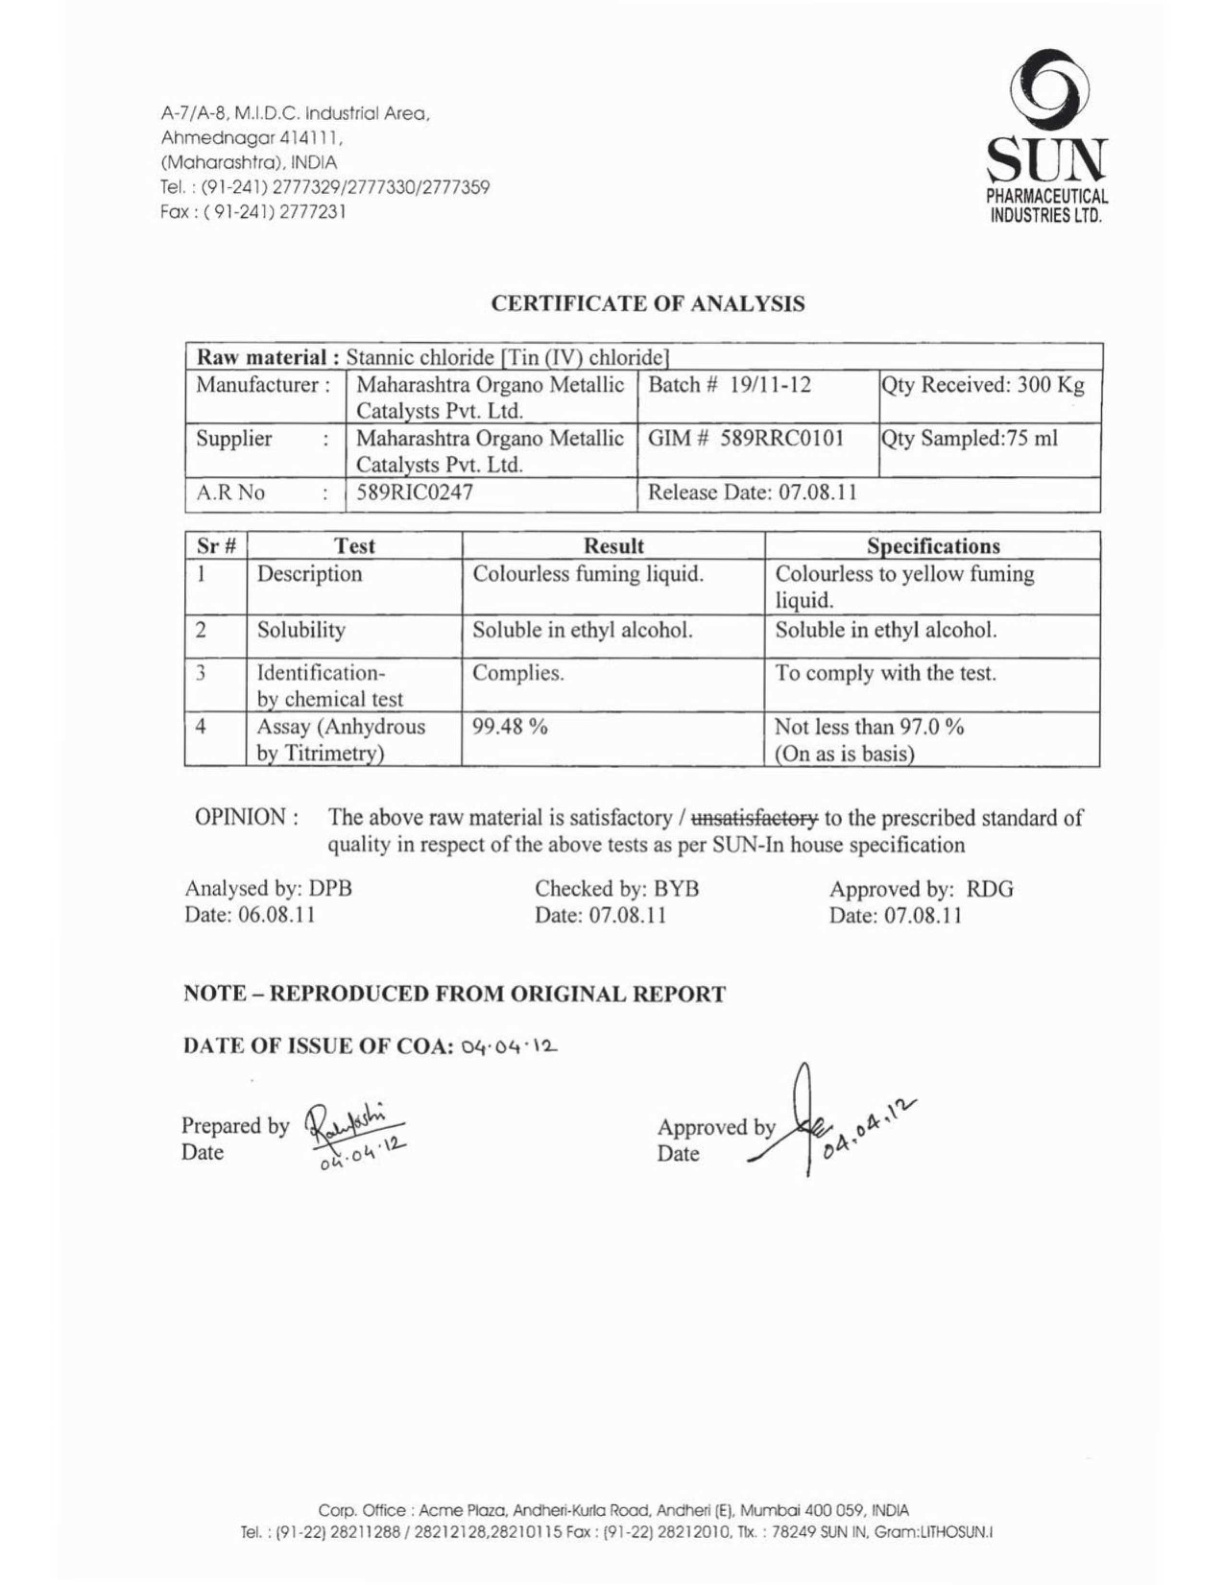 A-7/A-8, M.I.D.C. Industrial Area,
Ahmednagar 414111,
(Maharashtra), INDIA
Tel. : (91-241) 2777329/2777330/2777359
Fax : ( 91-241) 2777231
SUN
PHARMACEUTICAL
INDUSTRIES LTD.
CERTIFICATE OF ANALYSIS
Raw material : Stannic chloride [Tin (IV) chloride]
Manufacturer : Maharashtra Organo Metallic Catalysts Pvt. Ltd. Batch # 19/11-12 Qty Received: 300 Kg
Supplier : Maharashtra Organo Metallic Catalysts Pvt. Ltd. GIM # 589RRC0101 Qty Sampled:75 ml
A.R No : 589RIC0247 Release Date: 07.08.11
Sr # Test Result Specifications
1 Description Colourless fuming liquid. Colourless to yellow fuming liquid.
2 Solubility Soluble in ethyl alcohol. Soluble in ethyl alcohol.
3 Identification- by chemical test Complies. To comply with the test.
4 Assay (Anhydrous by Titrimetry) 99.48 % Not less than 97.0 % (On as is basis)
OPINION : The above raw material is satisfactory / unsatisfactory to the prescribed standard of
quality in respect of the above tests as per SUN-In house specification
Analysed by: DPB Checked by: BYB Approved by: RDG
Date: 06.08.11 Date: 07.08.11 Date: 07.08.11
NOTE – REPRODUCED FROM ORIGINAL REPORT
DATE OF ISSUE OF COA: 04.04.12
Prepared by Approved by
Date 04.04.12 Date 04.04.12
Corp. Office : Acme Plaza, Andheri-Kurla Road, Andheri (E), Mumbai 400 059, INDIA
Tel. : (91-22) 28211288 / 28212128,28210115 Fax : (91-22) 28212010, Tlx. : 78249 SUN IN, Gram:LITHOSUN.I